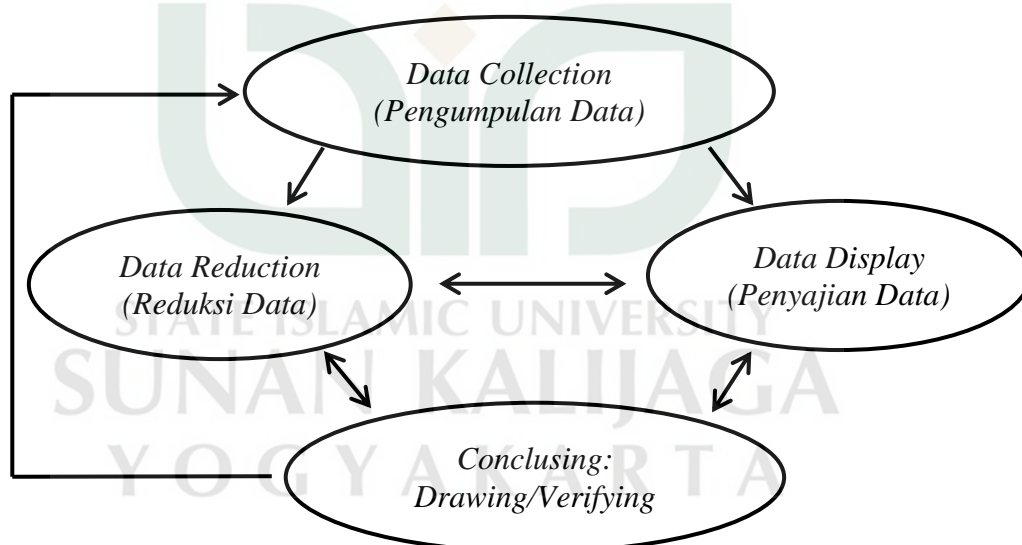 Data Collection
(Pengumpulan Data)
Data Reduction
(Reduksi Data)
Data Display
(Penyajian Data)
STATE ISLAMIC UNIVERSITY
SUNAN KALIJAGA
YOGYAKARTA
Conclusing:
Drawing/Verifying